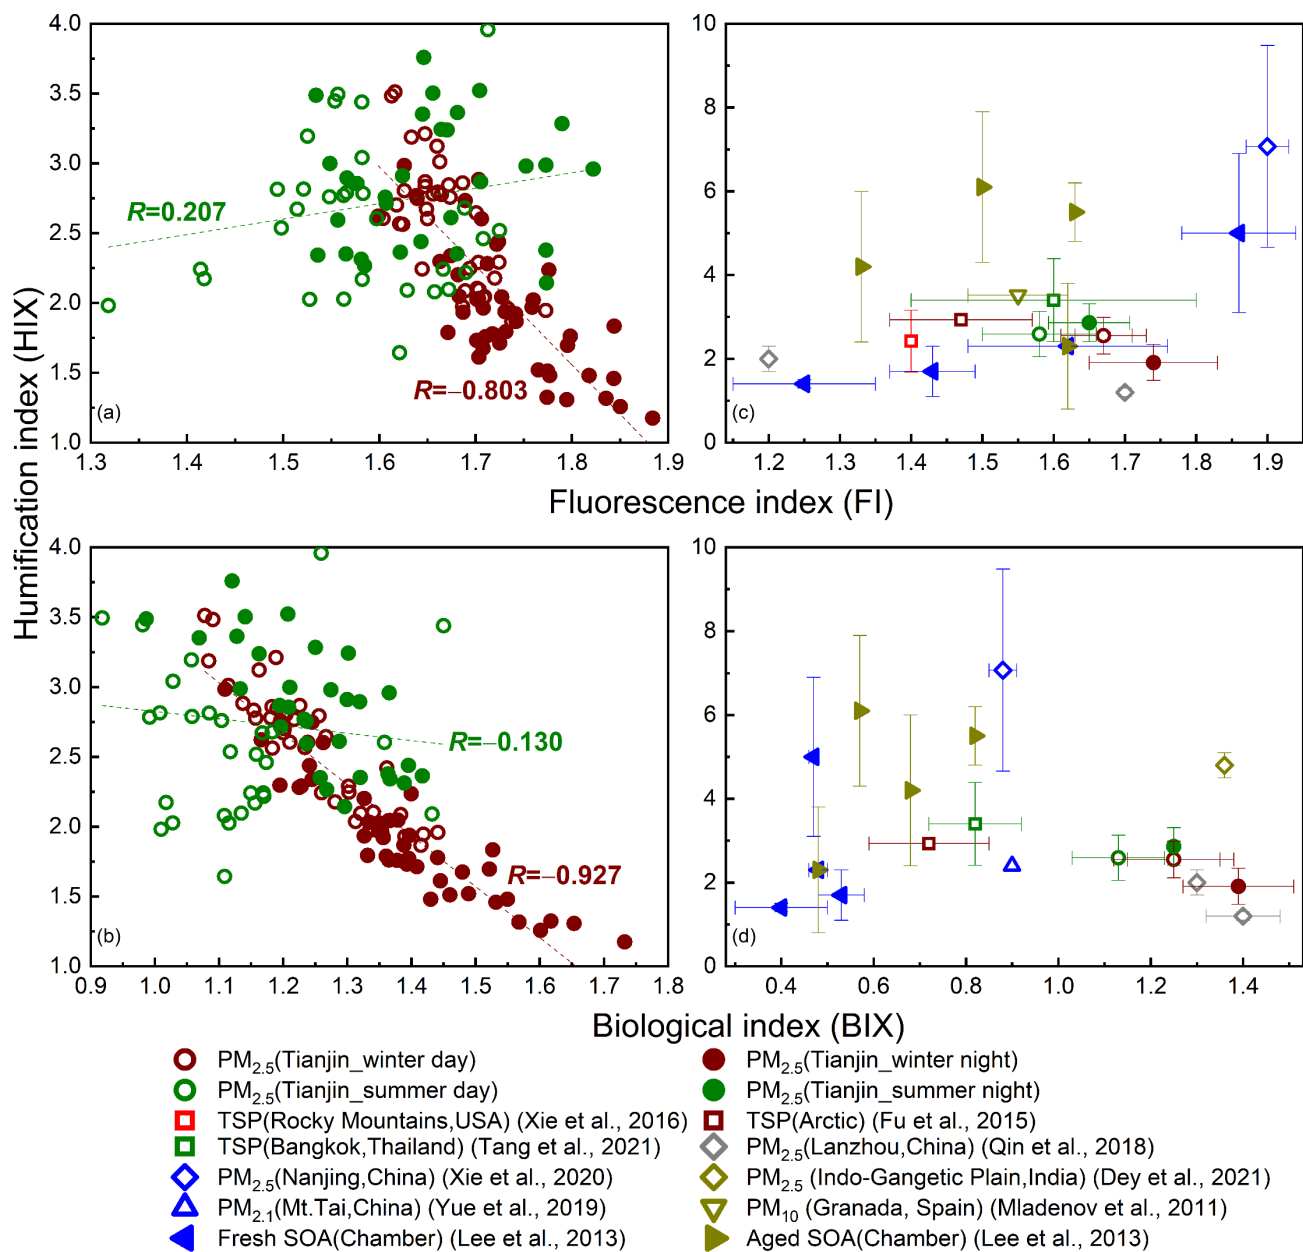 4.0
3.5
3.0
2.5
2.0
1.5
1.0
R=0.207
R=−0.803
(a)
1.3 1.4 1.5 1.6 1.7 1.8 1.9
10
8
6
4
2
0
(c)
1.2 1.3 1.4 1.5 1.6 1.7 1.8 1.9
Fluorescence index (FI)
Humification index (HIX)
4.0
3.5
3.0
2.5
2.0
1.5
1.0
R=−0.130
R=−0.927
(b)
0.9 1.0 1.1 1.2 1.3 1.4 1.5 1.6 1.7 1.8
10
8
6
4
2
0
(d)
0.4 0.6 0.8 1.0 1.2 1.4
Biological index (BIX)
PM2.5(Tianjin_winter day)
PM2.5(Tianjin_winter night)
PM2.5(Tianjin_summer day)
PM2.5(Tianjin_summer night)
TSP(Rocky Mountains,USA) (Xie et al., 2016)
TSP(Arctic) (Fu et al., 2015)
TSP(Bangkok,Thailand) (Tang et al., 2021)
PM2.5(Lanzhou,China) (Qin et al., 2018)
PM2.5(Nanjing,China) (Xie et al., 2020)
PM2.5 (Indo-Gangetic Plain,India) (Dey et al., 2021)
PM2.1(Mt.Tai,China) (Yue et al., 2019)
PM10 (Granada, Spain) (Mladenov et al., 2011)
Fresh SOA(Chamber) (Lee et al., 2013)
Aged SOA(Chamber) (Lee et al., 2013)